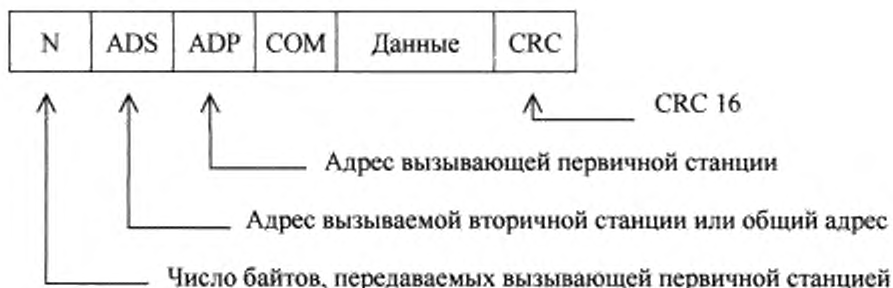 N ADS ADP COM Данные CRC
CRC 16
Адрес вызывающей первичной станции
Адрес вызываемой вторичной станции или общий адрес
Число байтов, передаваемых вызывающей первичной станцией